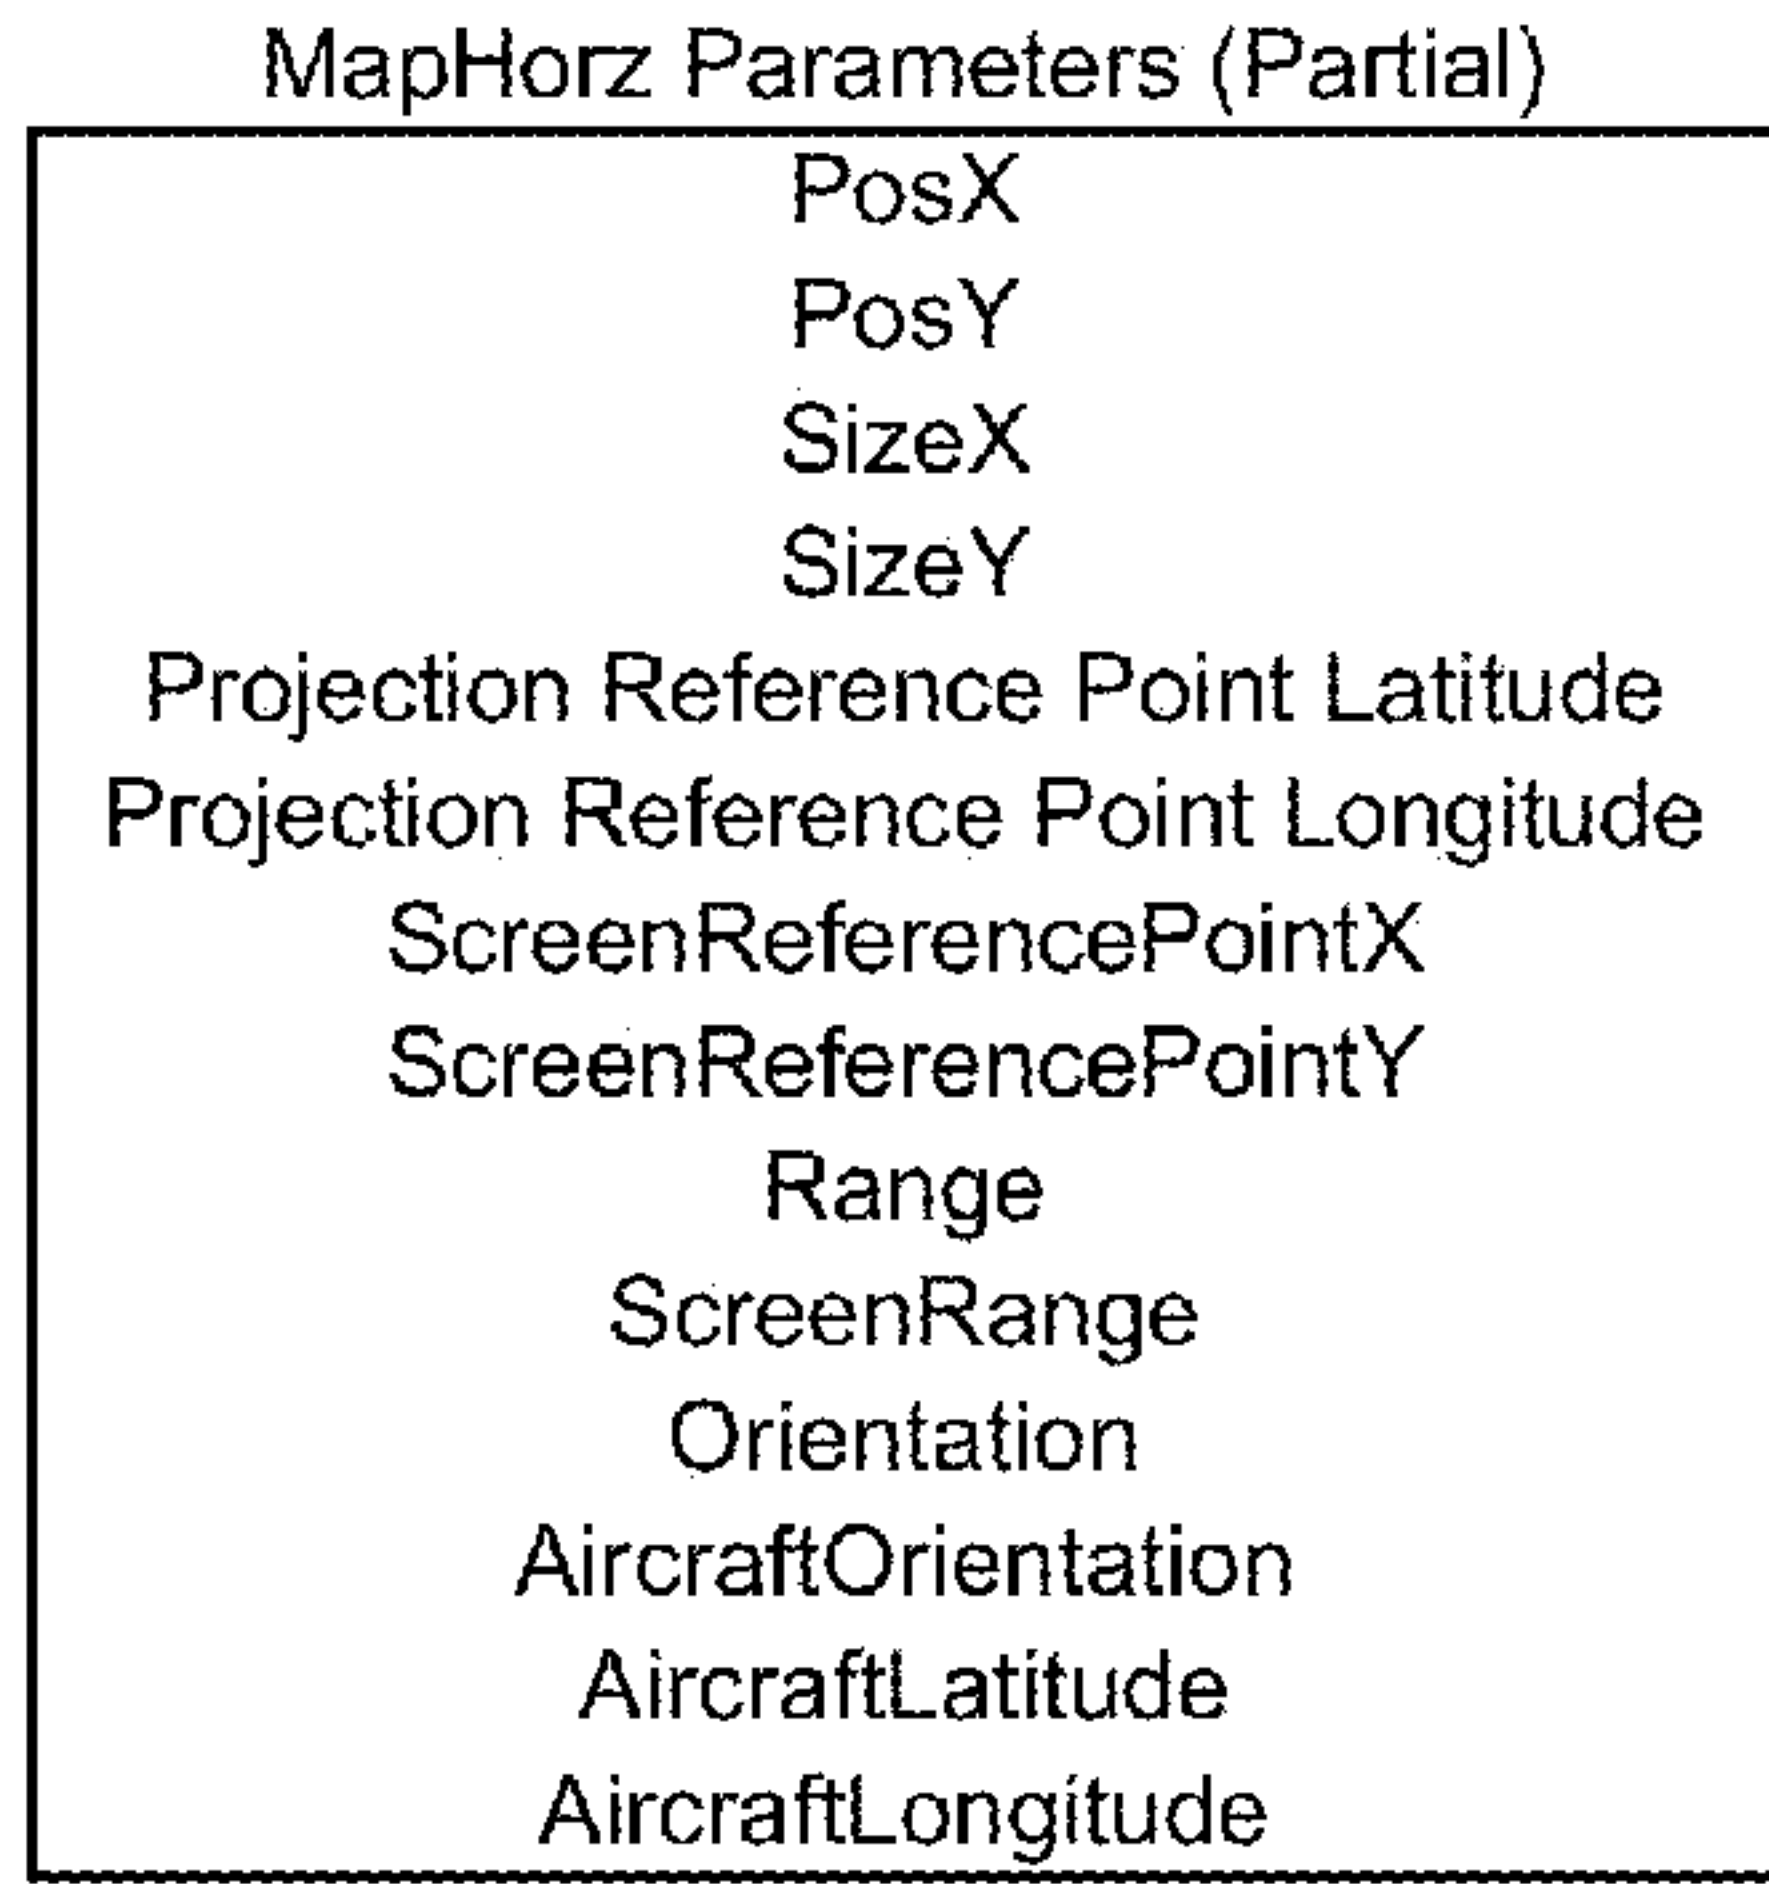 MapHorz Parameters (Partial)
PosX
PosY
SizeX
SizeY
Projection Reference Point Latitude
Projection Reference Point Longitude
ScreenReferencePointX
ScreenReferencePointY
Range
ScreenRange
Orientation
AircraftOrientation
AircraftLatitude
AircraftLongitude